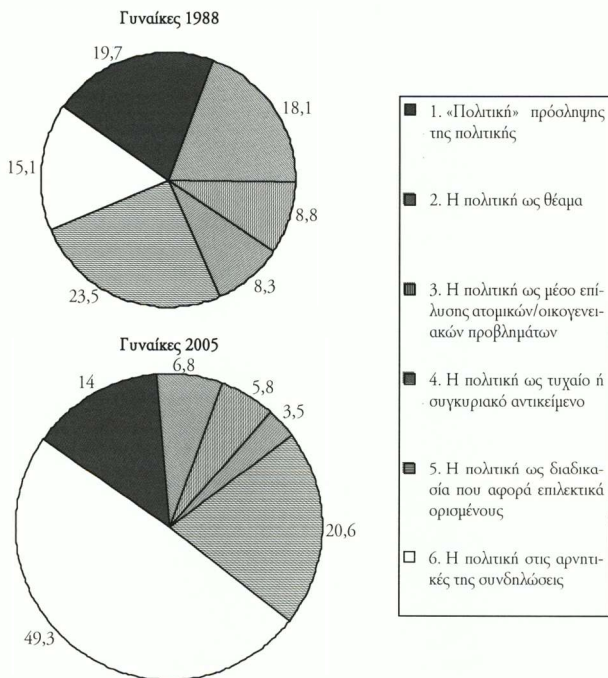 Γυναίκες 1988
19,7
18,1
15,1
8,8
8,3
23,5
Γυναίκες 2005
14
6,8
5,8
3,5
20,6
49,3
1. «Πολιτική» πρόσληψης
της πολιτικής
2. Η πολιτική ως θέαμα
3. Η πολιτική ως μέσο επί-
λυσης ατομικών/οικογενει-
ακών προβλημάτων
4. Η πολιτική ως τυχαίο ή
συγκυριακό αντικείμενο
5. Η πολιτική ως διαδικα-
σία που αφορά επιλεκτικά
ορισμένους
6. Η πολιτική στις αρνητι-
κές της συνδηλώσεις